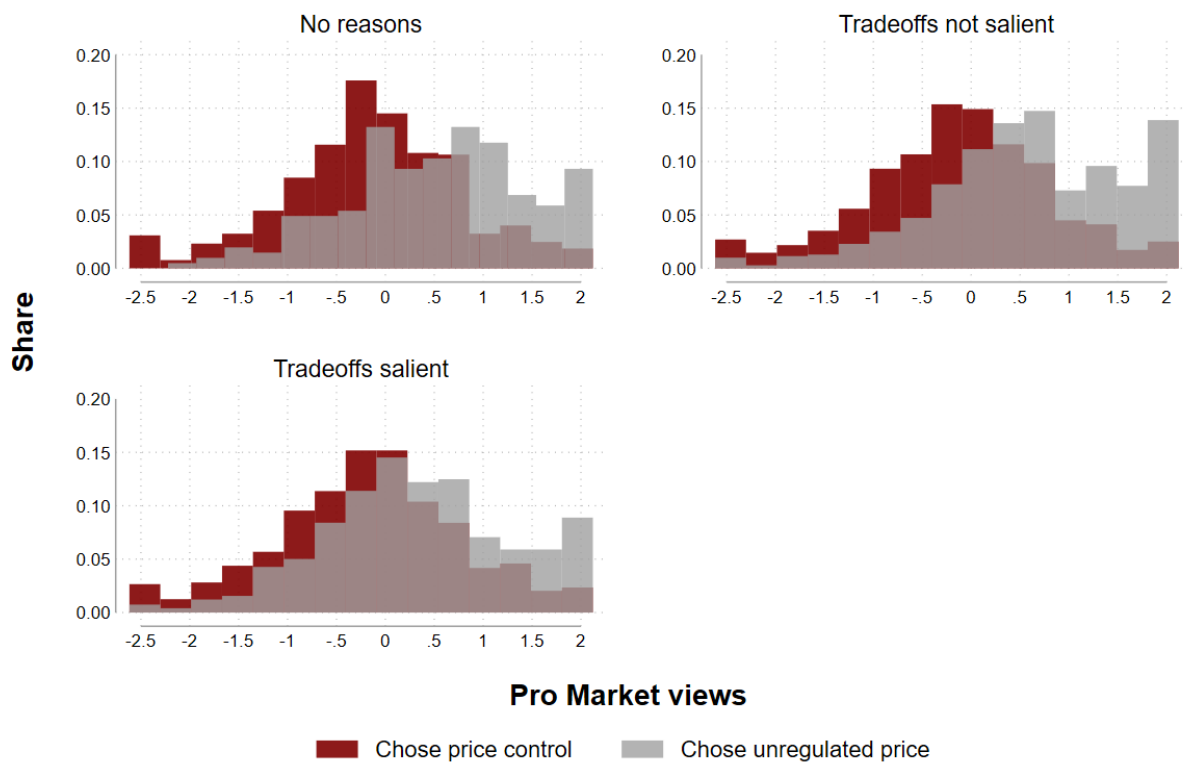 No reasons
0.20
0.15
0.10
0.05
0.00
-2.5 -2 -1.5 -1 -.5 0 .5 1 1.5 2
Tradeoffs not salient
0.20
0.15
0.10
0.05
0.00
-2.5 -2 -1.5 -1 -.5 0 .5 1 1.5 2
Share
Tradeoffs salient
0.20
0.15
0.10
0.05
0.00
-2.5 -2 -1.5 -1 -.5 0 .5 1 1.5 2
Pro Market views
Chose price control Chose unregulated price